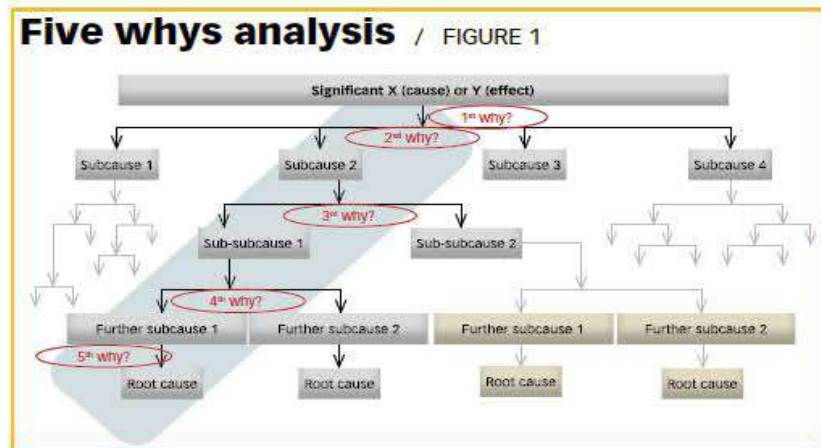 Five whys analysis / FIGURE 1
Significant X (cause) or Y (effect)
1st why?
2nd why?
Subcause 1 Subcause 2 Subcause 3 Subcause 4
3rd why?
Sub-subcause 1 Sub-subcause 2
4th why?
Further subcause 1 Further subcause 2 Further subcause 1 Further subcause 2
5th why?
Root cause Root cause Root cause Root cause